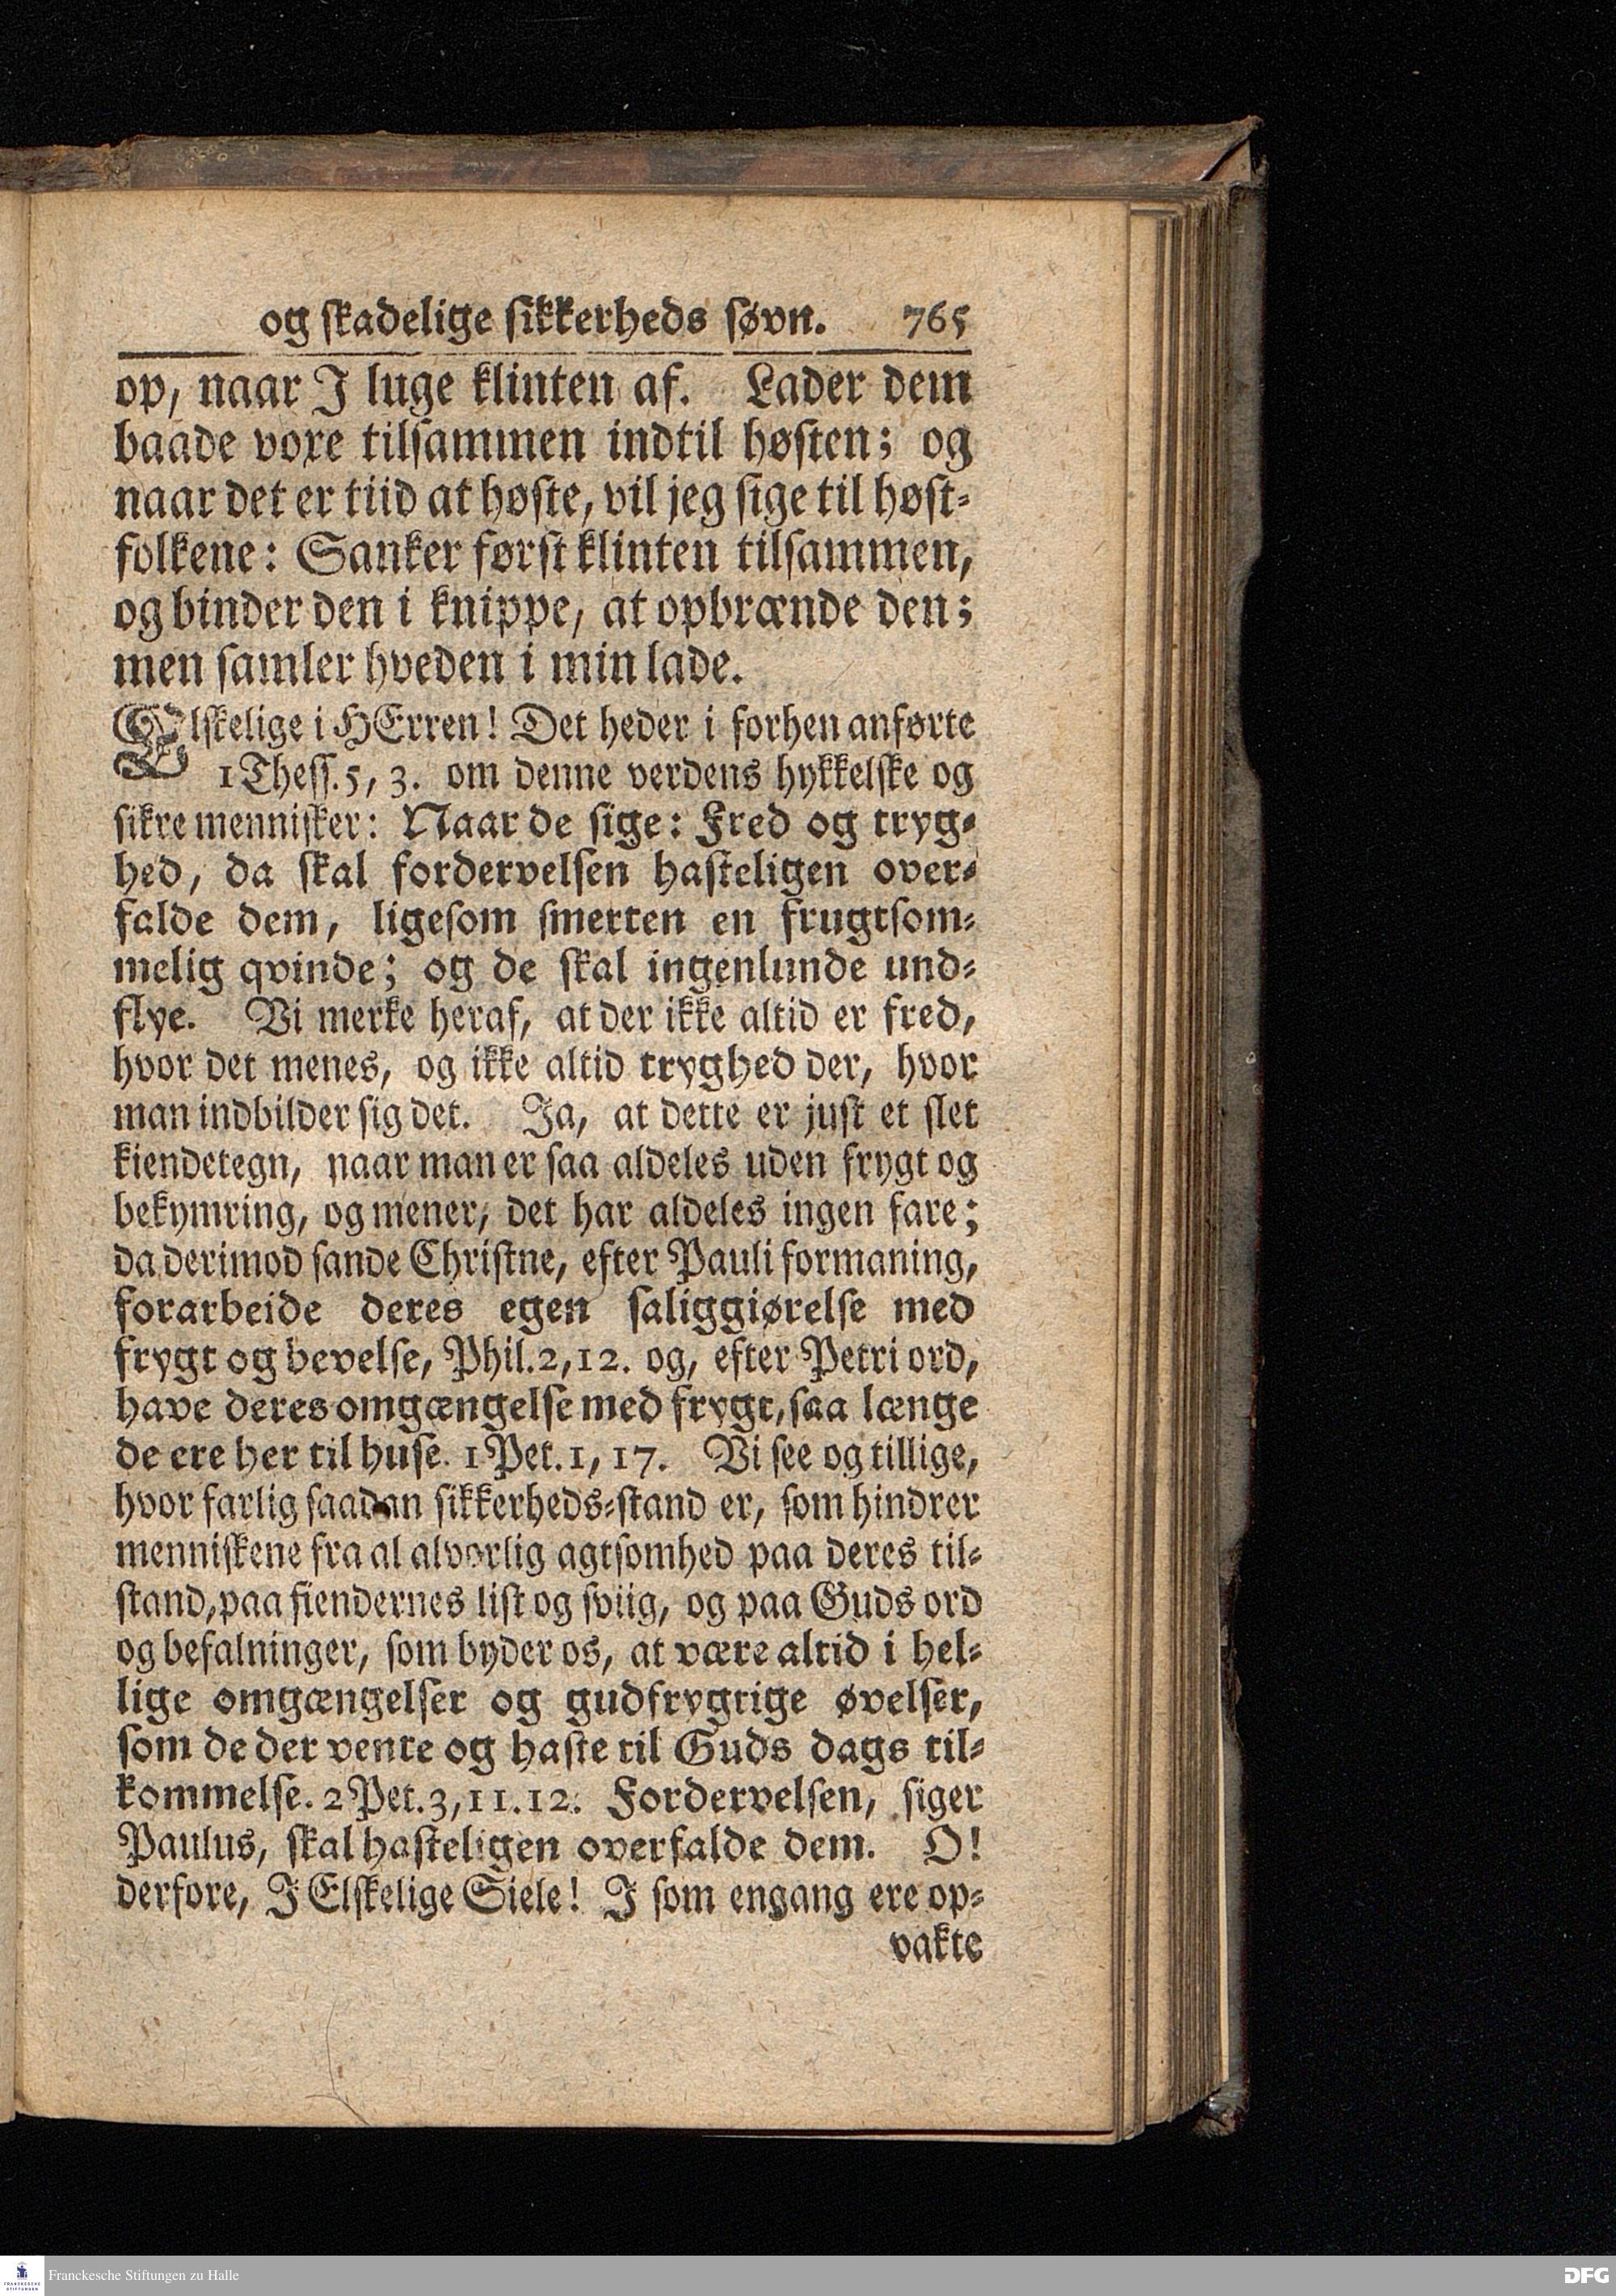 og skadelige sikkerheds søvn. 765
op, naar J luge klinten af. Lader dem
baade voxe tilsammen indtil høsten; og
naar det er tiid at høste, vil jeg sige til høst-
folkene: Sanker først klinten tilsammen,
og binder den i knippe, at opbrænde den;
men samler hveden i min lade.
Elskelige i HErren! Det heder i forhen anførte
1 Thess. 5, 3. om denne verdens hykkelske og
sikre mennisker: Naar de sige: Fred og tryg-
hed, da skal fordervelsen hasteligen over-
falde dem, ligesom smerten en frugtsom-
melig qvinde; og de skal ingenlunde und-
flye. Vi merke heraf, at der ikke altid er fred,
hvor det menes, og ikke altid tryghed der, hvor
man indbilder sig det. Ja, at dette er just et slet
kiendetegn, naar man er saa aldeles uden frygt og
bekymring, og mener, det har aldeles ingen fare;
da derimod sande Christne, efter Pauli formaning,
forarbeide deres egen saliggiørelse med
frygt og bevelse, Phil. 2, 12. og, efter Petri ord,
have deres omgængelse med frygt, saa længe
de ere her til huse. 1 Pet. 1, 17. Vi see og tillige,
hvor farlig saadan sikkerheds-stand er, som hindrer
menniskene fra al alvorlig agtsomhed paa deres til-
stand, paa fiendernes list og sviig, og paa Guds ord
og befalninger, som byder os, at være altid i hel-
lige omgængelser og gudfrygtige øvelser,
som de der vente og haste til Guds dags til-
kommelse. 2 Pet. 3, 11. 12. Fordervelsen, siger
Paulus, skal hasteligen overfalde dem. O!
derfore, J Elskelige Siele! J som engang ere op-
vakte
Franckesche Stiftungen zu Halle
FRANCKESCHE
STIFTUNGEN
DFG